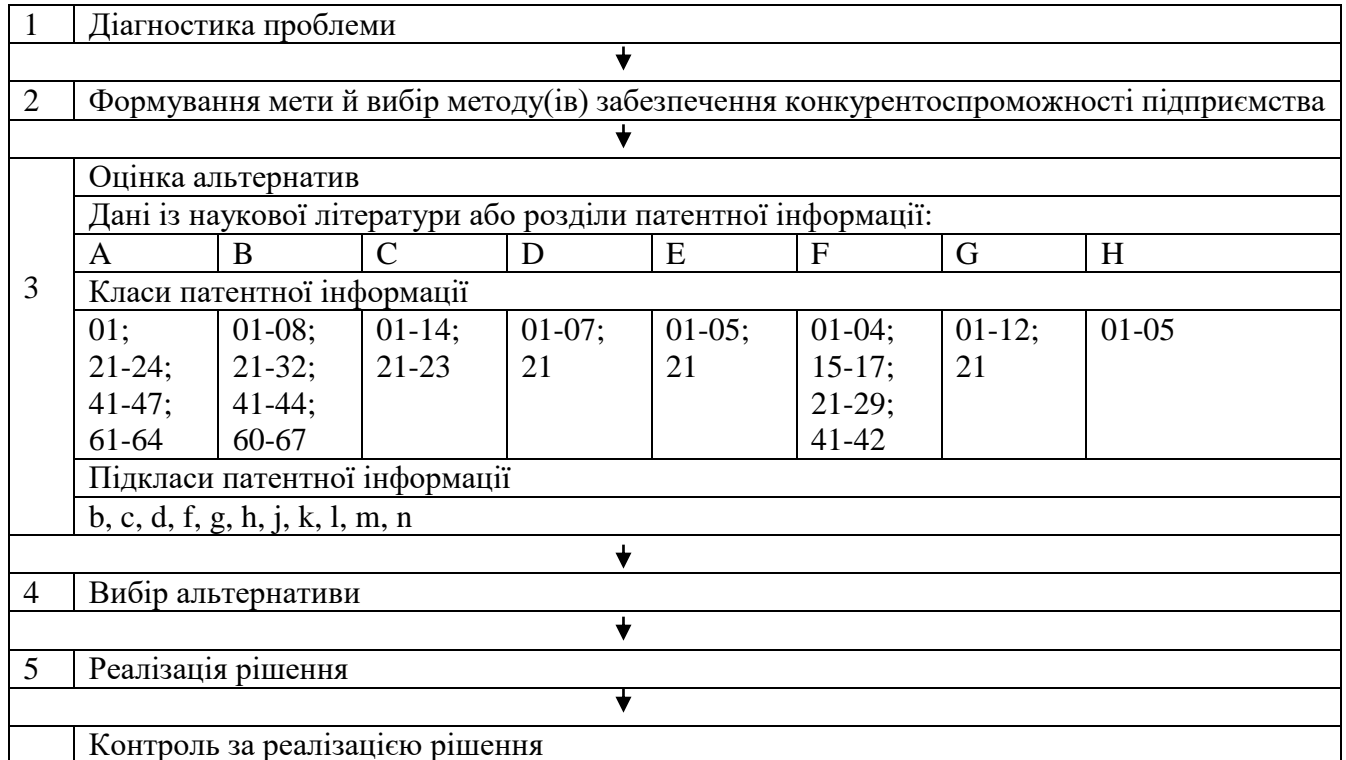 1 Діагностика проблеми
2 Формування мети й вибір методу(ів) забезпечення конкурентоспроможності підприємства
Оцінка альтернатив
Дані із наукової літератури або розділи патентної інформації:
A B C D E F G H
3 Класи патентної інформації
01; 01-08; 01-14; 01-07; 01-05; 01-04; 01-12; 01-05
21-24; 21-32; 21-23 21 21 15-17; 21
41-47; 41-44; 21-29;
61-64 60-67 41-42
Підкласи патентної інформації
b, c, d, f, g, h, j, k, l, m, n
4 Вибір альтернативи
5 Реалізація рішення
Контроль за реалізацією рішення